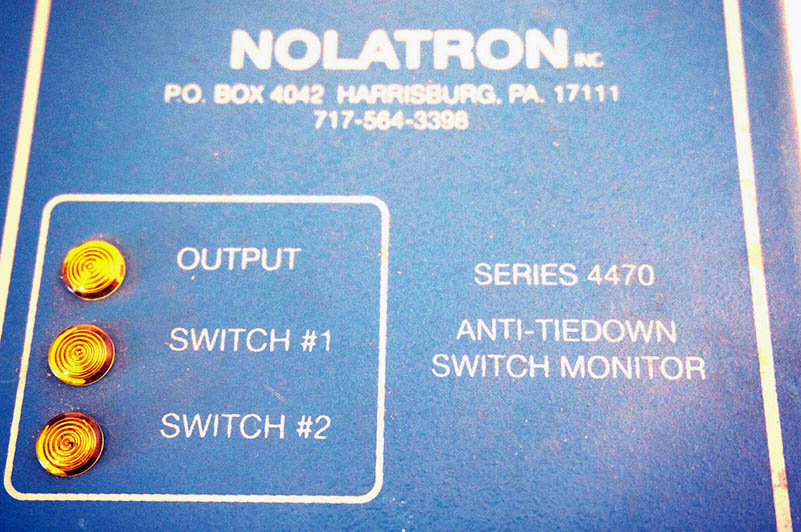 NOLATRON INC.
P.O. BOX 4042 HARRISBURG, PA. 17111
717-564-3398
OUTPUT
SWITCH #1
SWITCH #2
SERIES 4470
ANTI-TIEDOWN
SWITCH MONITOR